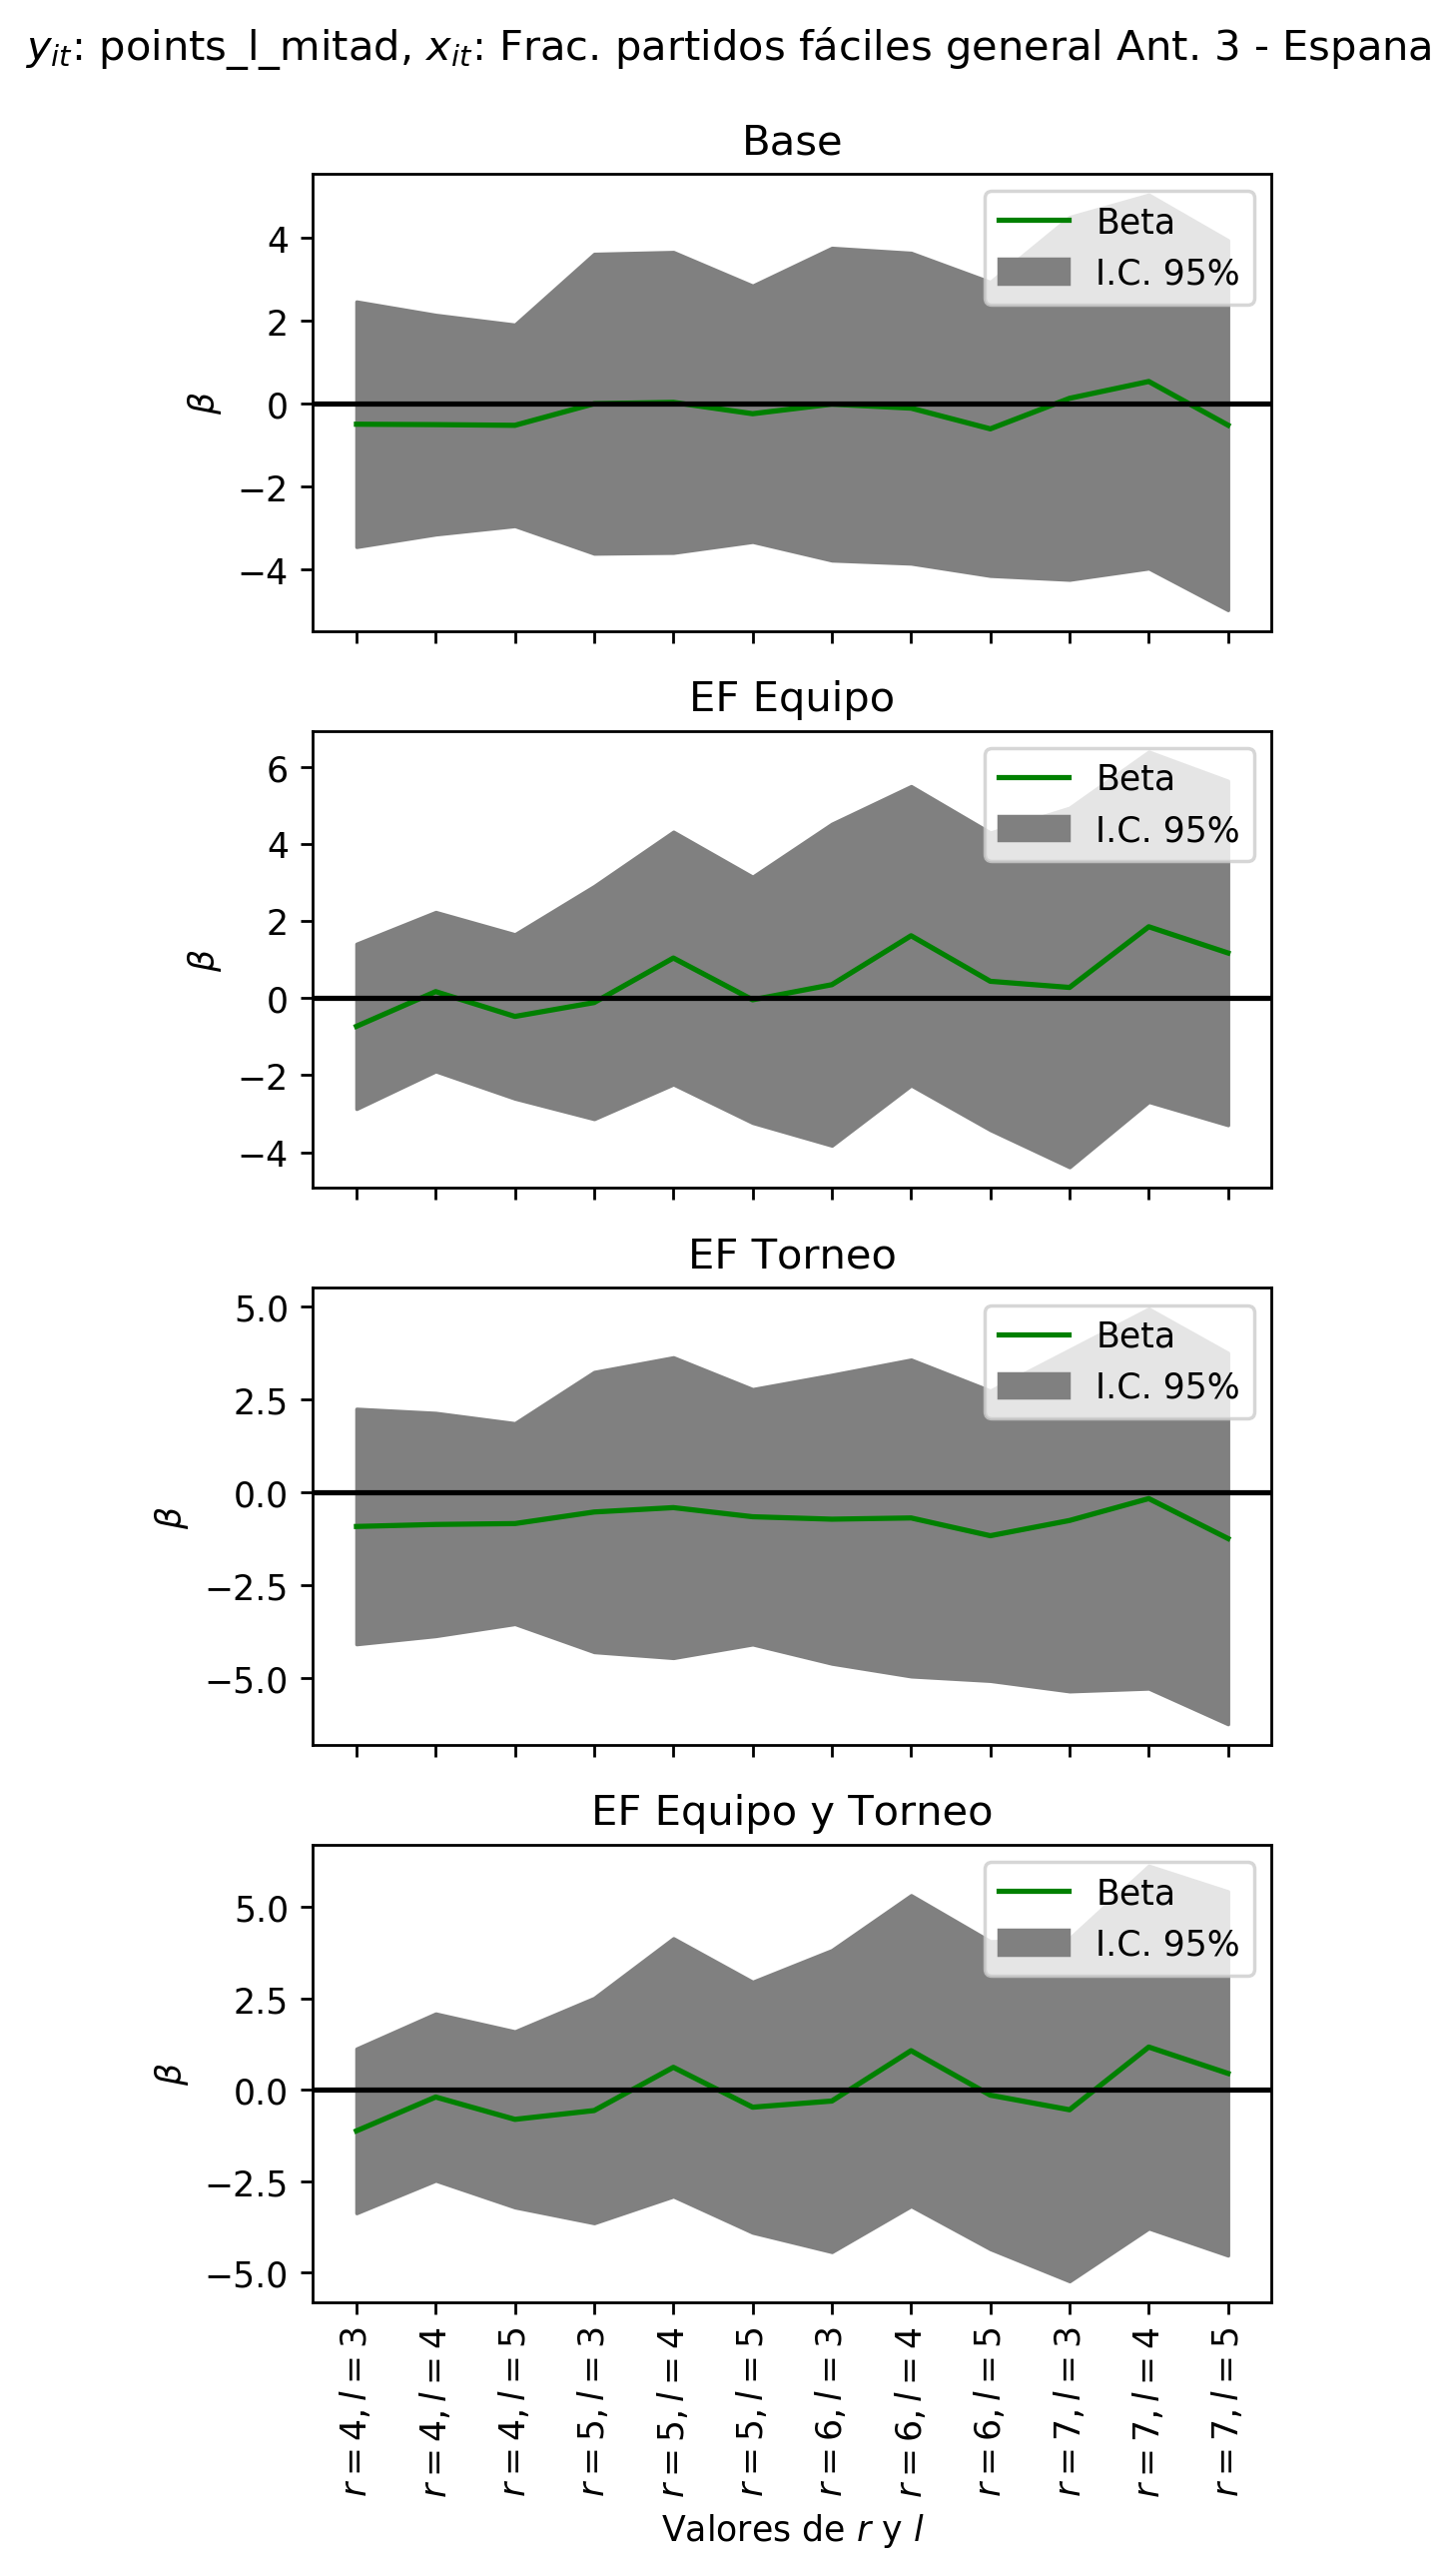 y_it: points_l_mitad, x_it: Frac. partidos fáciles general Ant. 3 - Espana
Base
Beta
I.C. 95%
4
2
0
−2
−4
β
EF Equipo
Beta
I.C. 95%
6
4
2
0
−2
−4
β
EF Torneo
Beta
I.C. 95%
5.0
2.5
0.0
−2.5
−5.0
β
EF Equipo y Torneo
Beta
I.C. 95%
5.0
2.5
0.0
−2.5
−5.0
β
r = 4, l = 3
r = 4, l = 4
r = 4, l = 5
r = 5, l = 3
r = 5, l = 4
r = 5, l = 5
r = 6, l = 3
r = 6, l = 4
r = 6, l = 5
r = 7, l = 3
r = 7, l = 4
r = 7, l = 5
Valores de r y l